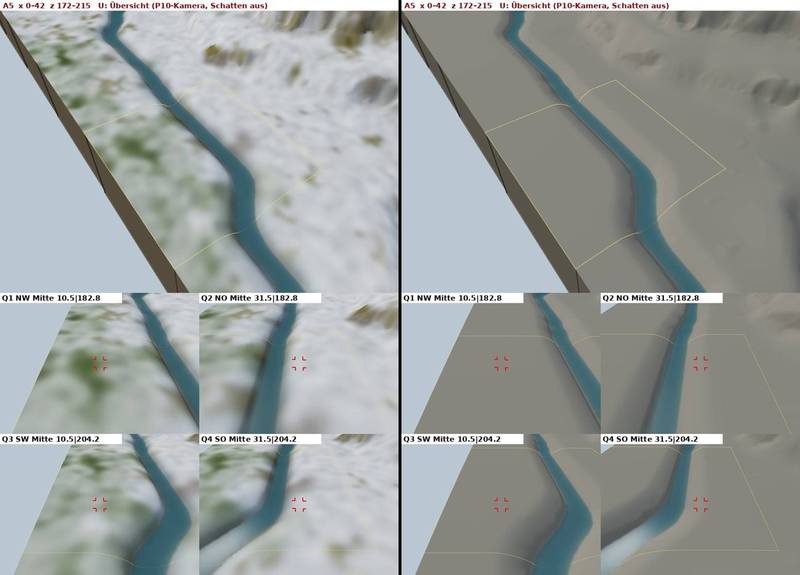 A5 x 0-42 z 172-215 U: Übersicht (P10-Kamera, Schatten aus)
A5 x 0-42 z 172-215 U: Übersicht (P10-Kamera, Schatten aus)
Q1 NW Mitte 10.5|182.8
Q2 NO Mitte 31.5|182.8
Q1 NW Mitte 10.5|182.8
Q2 NO Mitte 31.5|182.8
Q3 SW Mitte 10.5|204.2
Q4 SO Mitte 31.5|204.2
Q3 SW Mitte 10.5|204.2
Q4 SO Mitte 31.5|204.2